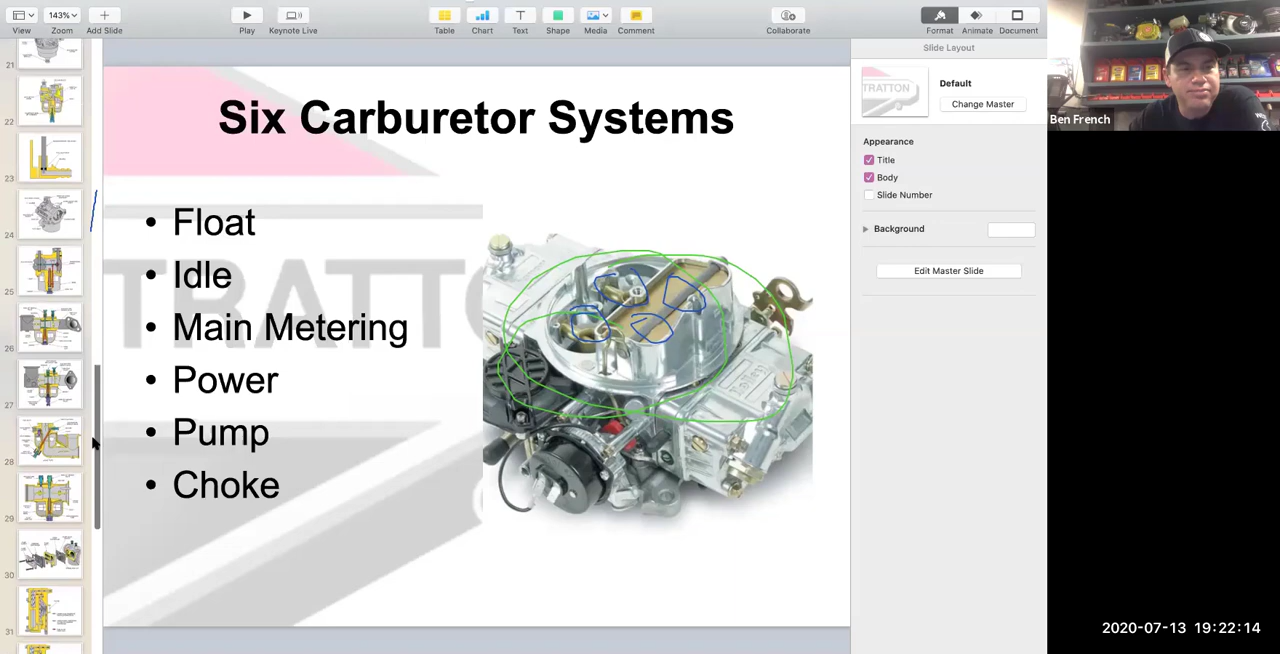 View
Zoom
Add Slide
143%
Play
Keynote Live
Table
Chart
Text
Shape
Media
Comment
Collaborate
Format
Animate
Document
21
22
23
24
25
26
27
28
29
30
31
Six Carburetor Systems
• Float
• Idle
• Main Metering
• Power
• Pump
• Choke
TRATTO
Slide Layout
TRATTON
Default
Change Master
Appearance
Title
Body
Slide Number
Background
Edit Master Slide
Ben French
2020-07-13 19:22:14